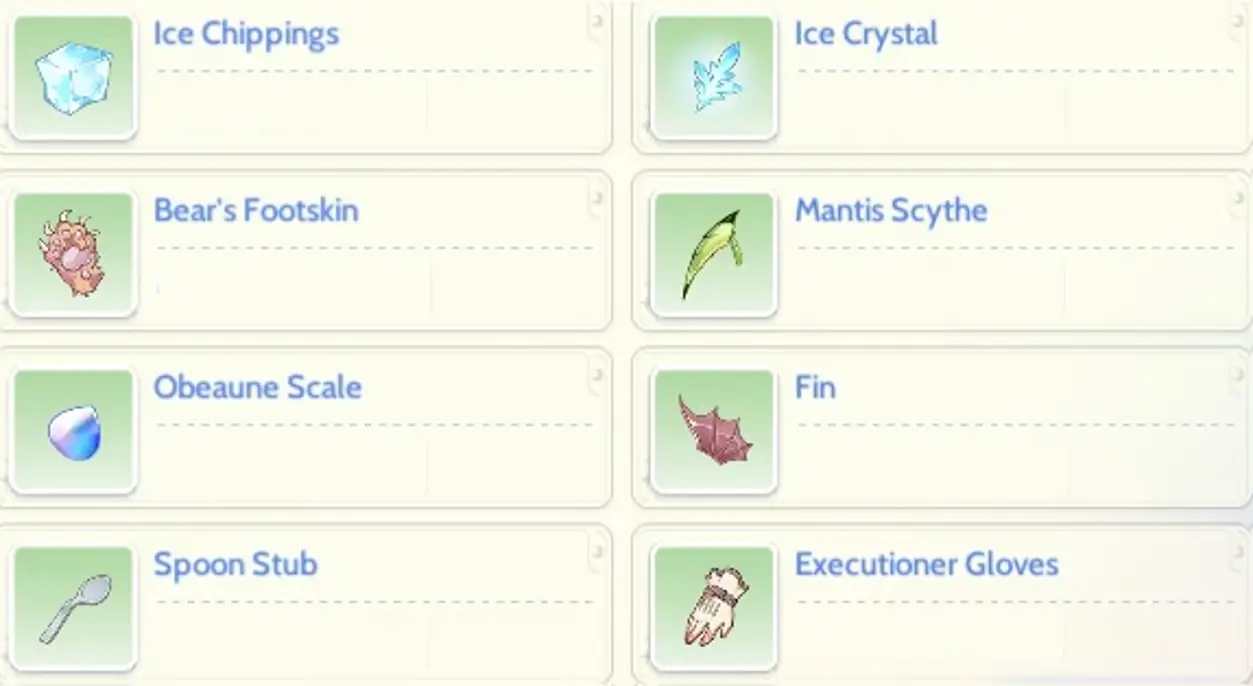 Ice Chippings
Ice Crystal
Bear's Footskin
Mantis Scythe
Obeaune Scale
Fin
Spoon Stub
Executioner Gloves